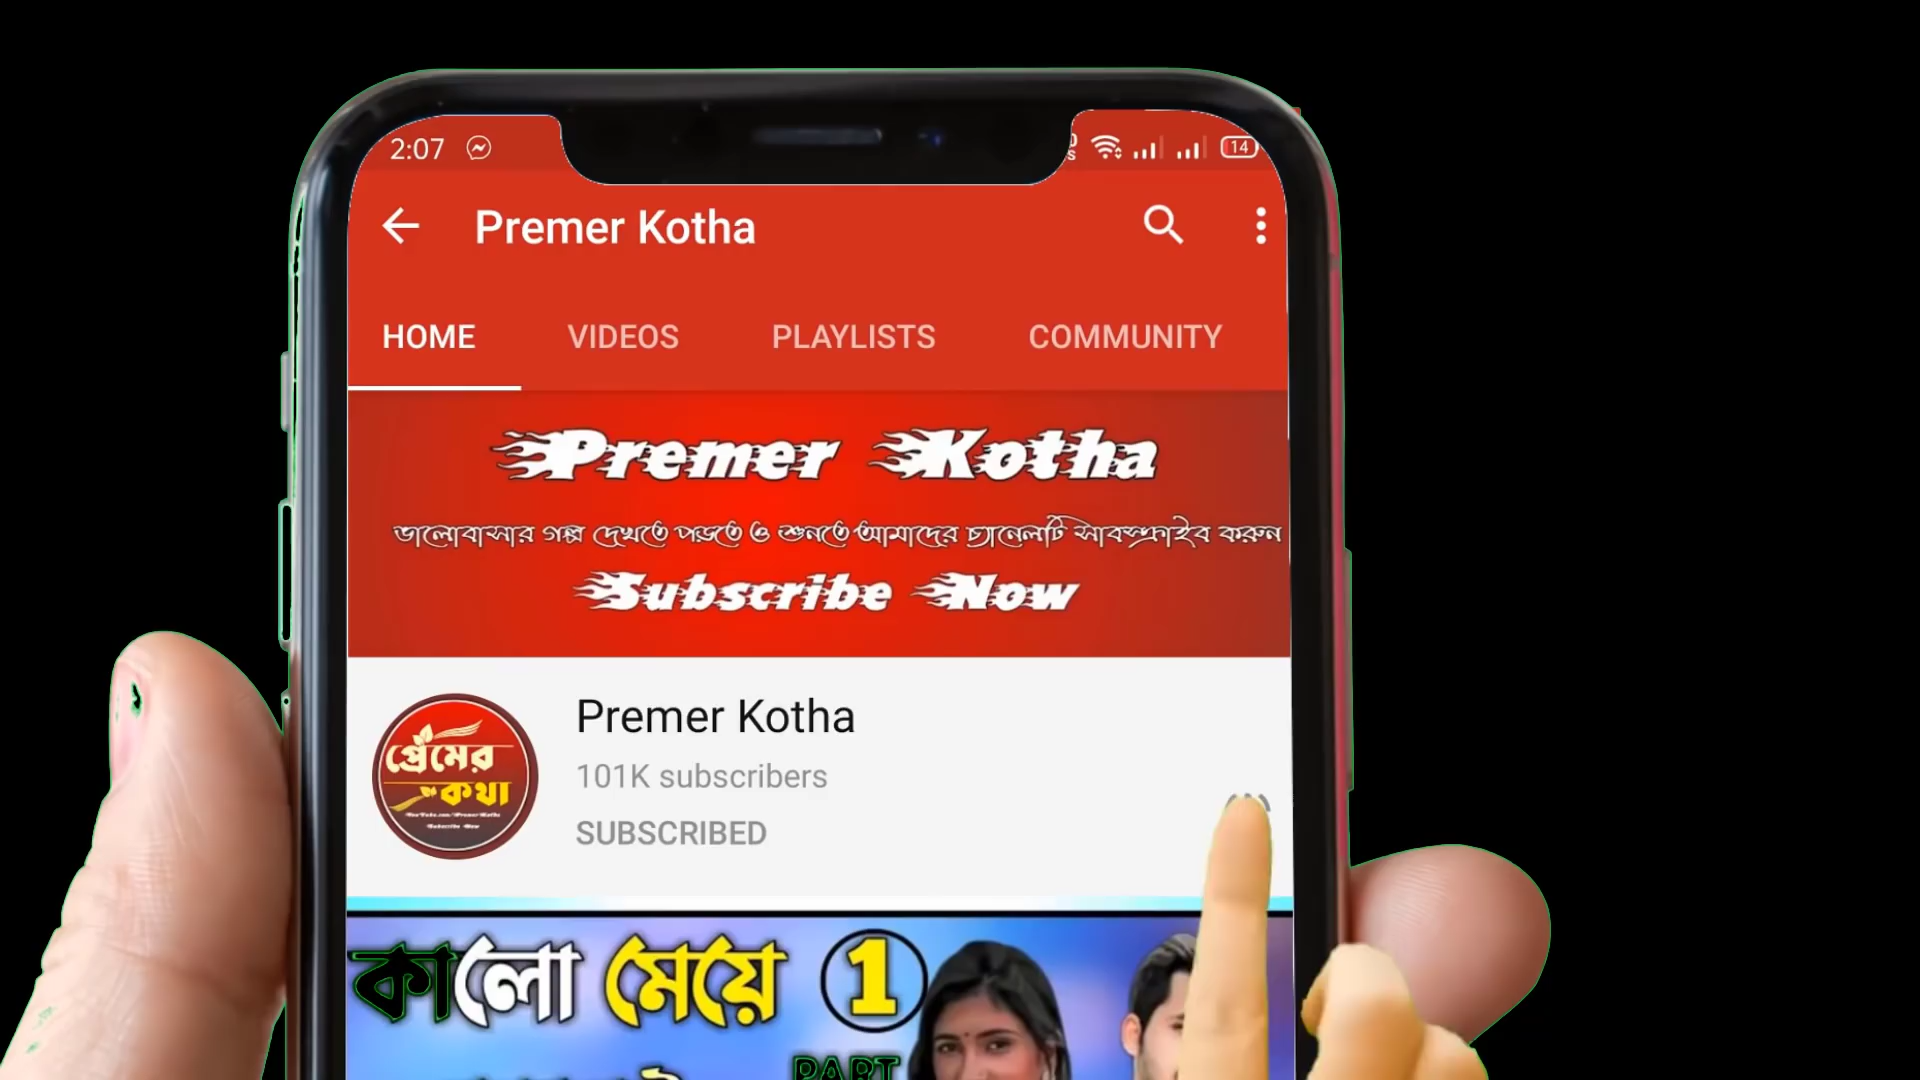 2:07
14
Premer Kotha
HOME VIDEOS PLAYLISTS COMMUNITY
Premer Kotha
ভালোবাসার গল্প দেখতে পড়তে ও শুনতে আমাদের চ্যানেলটি সাবস্ক্রাইব করুন
Subscribe Now
Premer Kotha
101K subscribers
SUBSCRIBED
প্রেমের
কথা
কালো মেয়ে 1
PART